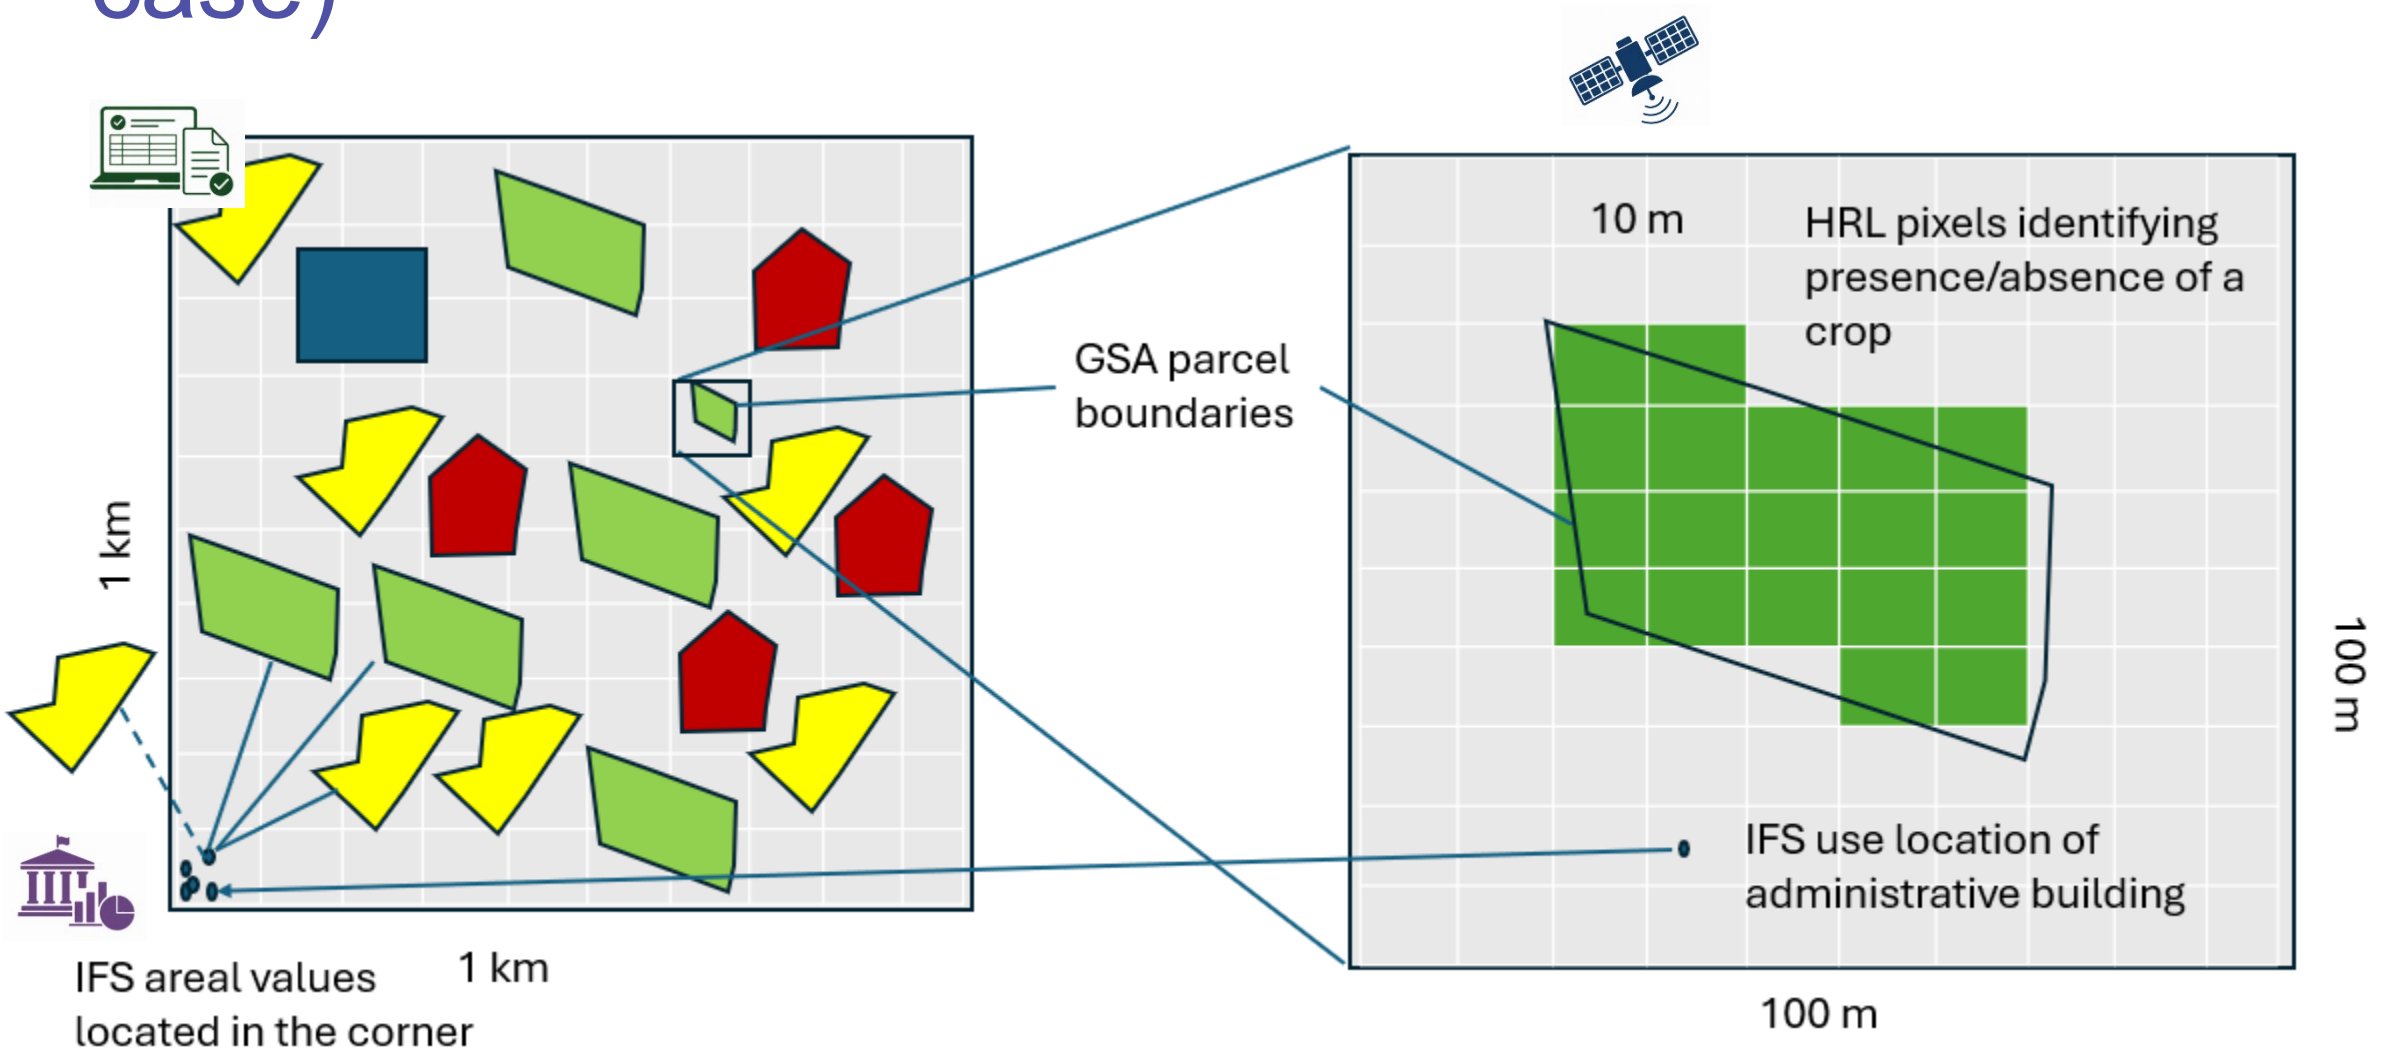 case)
10 m
HRL pixels identifying
presence/absence of a
crop
GSA parcel
boundaries
1 km
100 m
IFS use location of
administrative building
1 km
IFS areal values
located in the corner
100 m